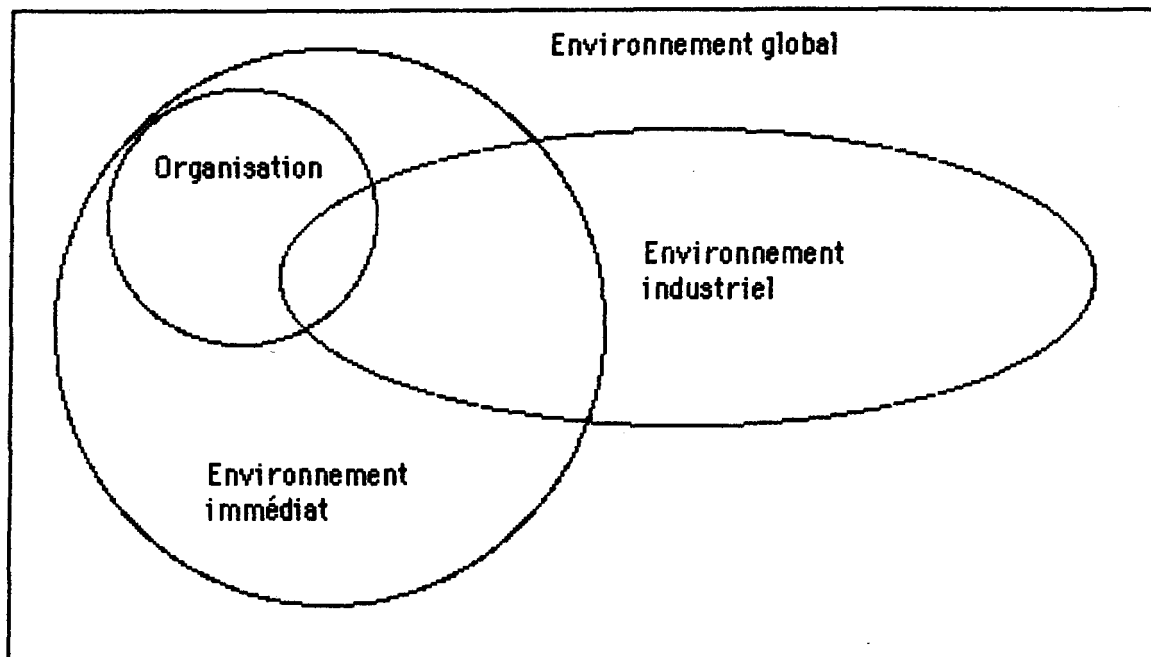 Environnement global
Organisation
Environnement
industriel
Environnement
immédiat